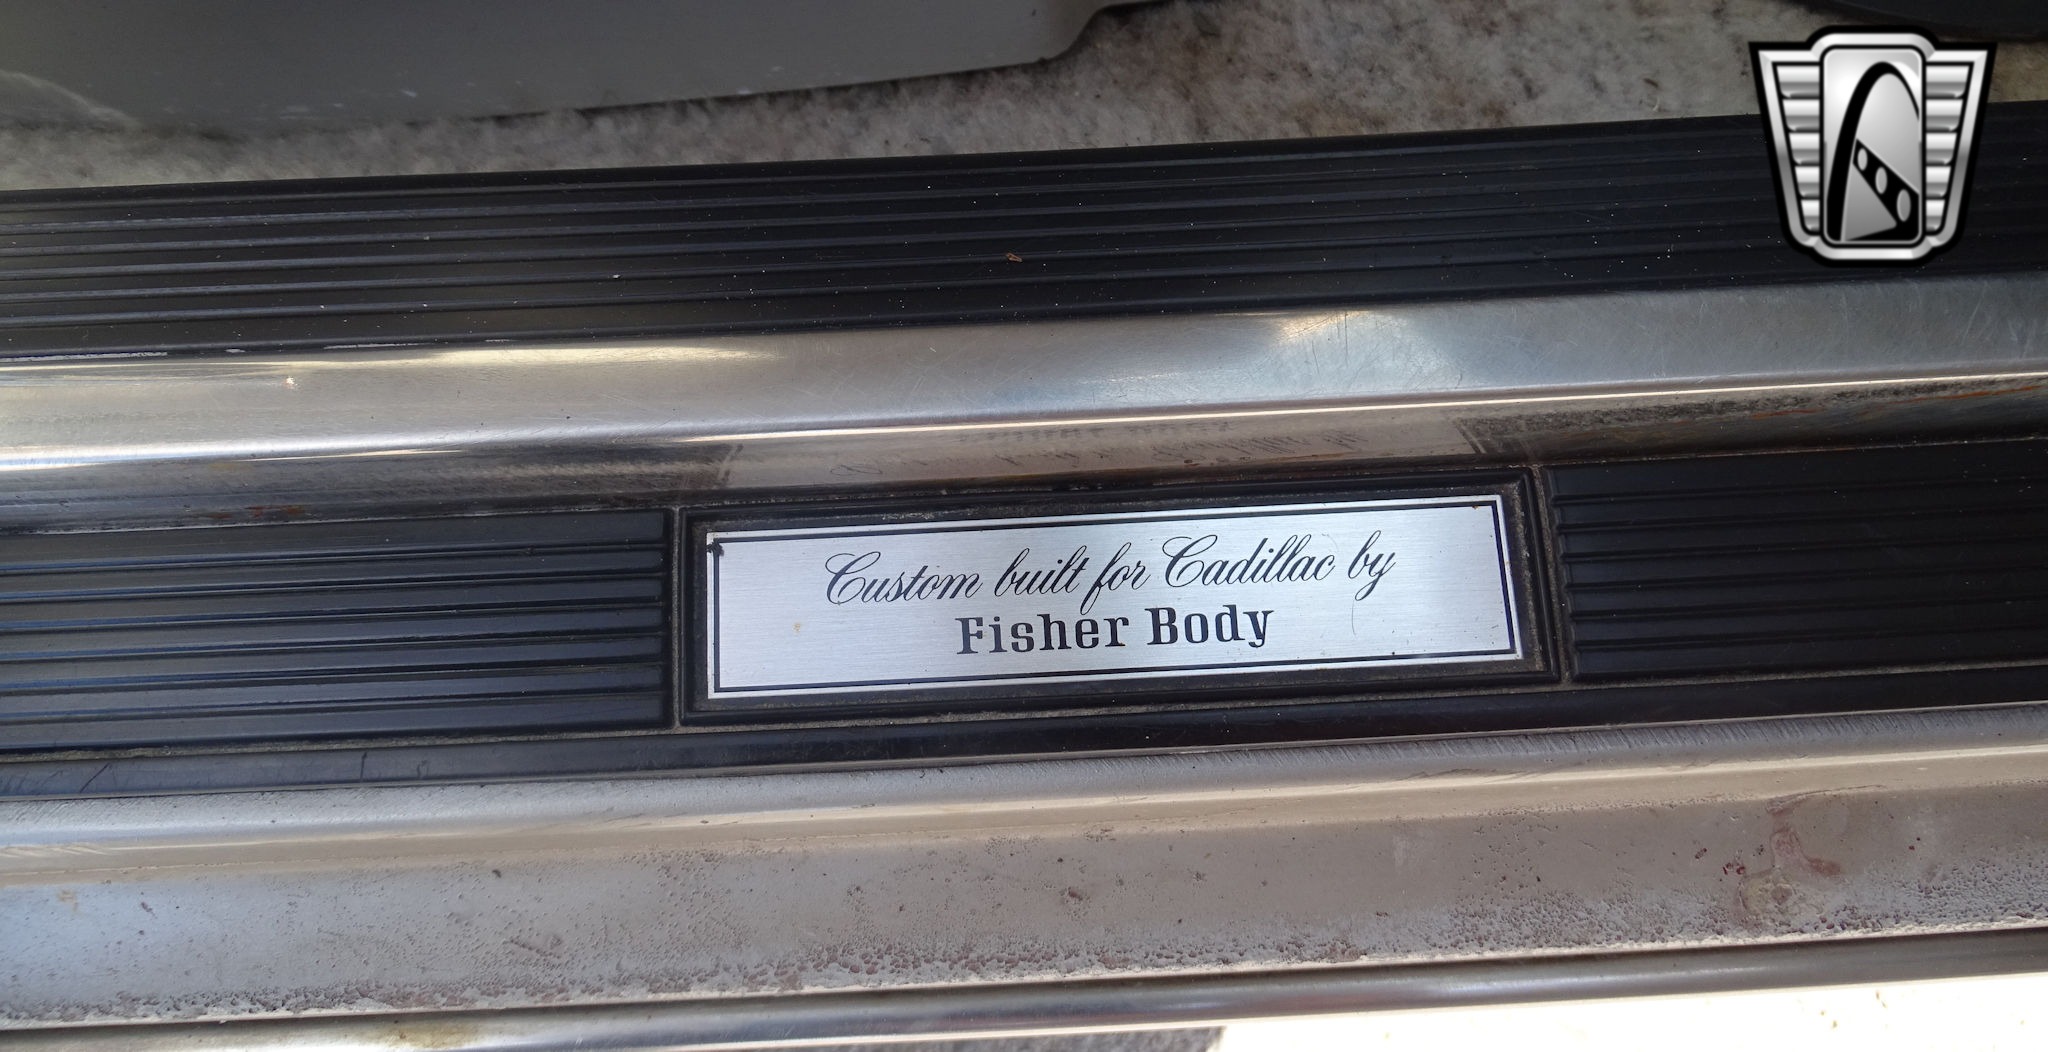 Custom built for Cadillac by
Fisher Body